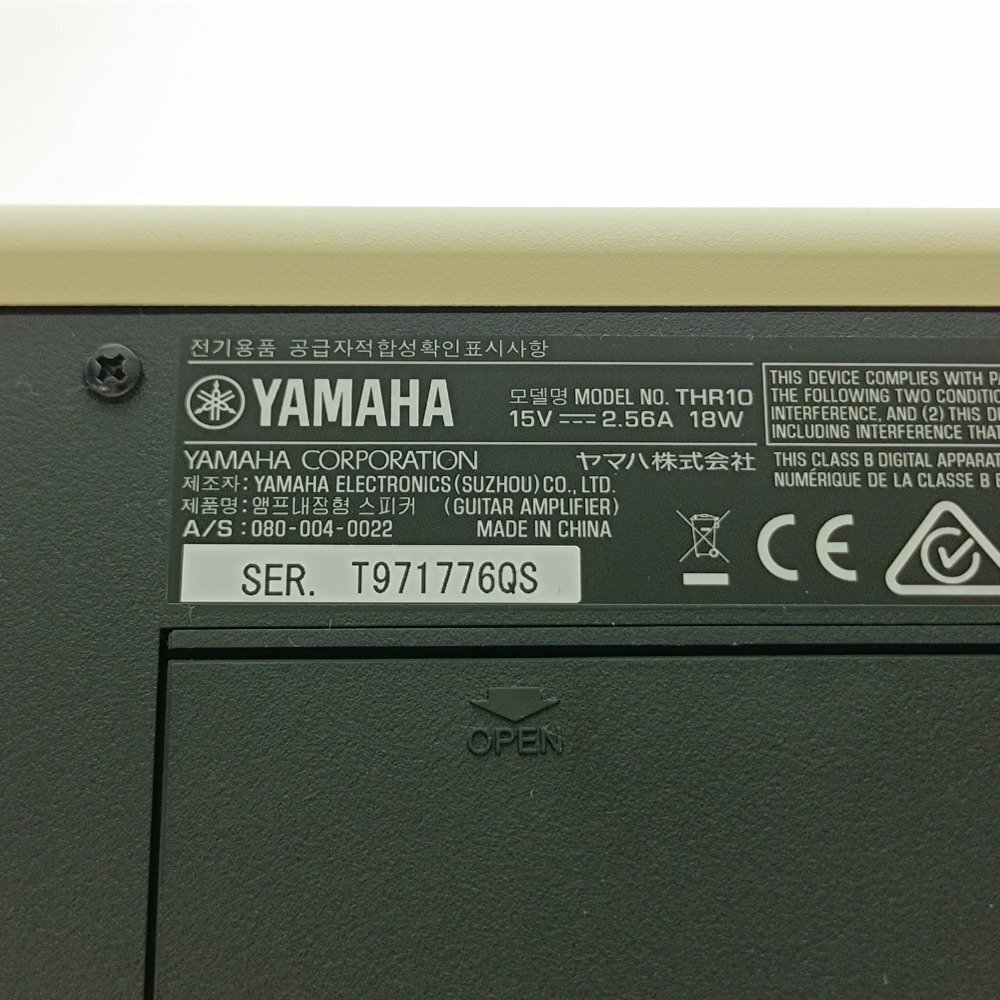 전기용품 공급자적합성확인표시사항
YAMAHA
모델명 MODEL NO. THR10
15V 2.56A 18W
YAMAHA CORPORATION ヤマハ株式会社
제조자: YAMAHA ELECTRONICS(SUZHOU)CO., LTD.
제품명: 앰프내장형 스피커 (GUITAR AMPLIFIER)
A/S : 080-004-0022 MADE IN CHINA
SER. T971776QS
THIS DEVICE COMPLIES WITH
THE FOLLOWING TWO
INTERFERENCE, AND (2) THIS
INCLUDING INTERFERENCE THAT
THIS CLASS B DIGITAL
NUMÉRIQUE DE LA CLASSE B
CE
OPEN